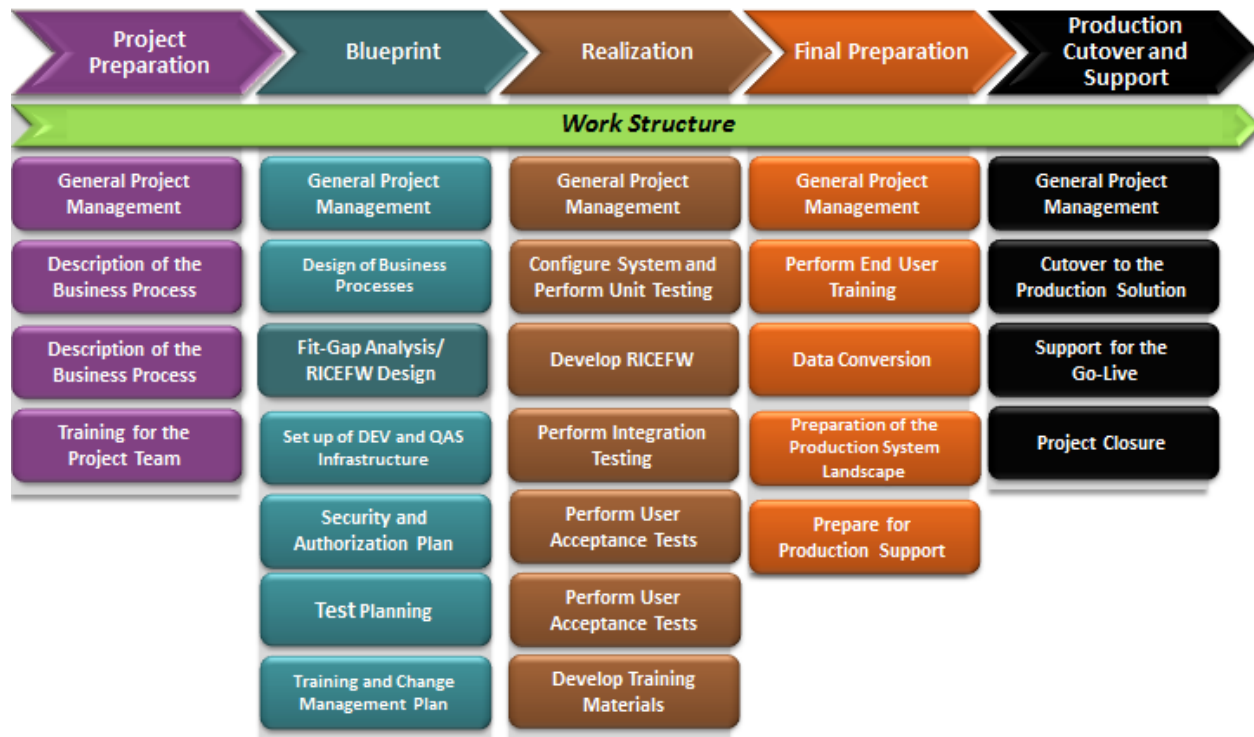 Project
Preparation
Blueprint
Realization
Final Preparation
Production
Cutover and
Support
Work Structure
General Project
Management
Description of the
Business Process
Description of the
Business Process
Training for the
Project Team
General Project
Management
Design of Business
Processes
Fit-Gap Analysis/
RICEFW Design
Set up of DEV and QAS
Infrastructure
Security and
Authorization Plan
Test Planning
Training and Change
Management Plan
General Project
Management
Configure System and
Perform Unit Testing
Develop RICEFW
Perform Integration
Testing
Perform User
Acceptance Tests
Perform User
Acceptance Tests
Develop Training
Materials
General Project
Management
Perform End User
Training
Data Conversion
Preparation of the
Production System
Landscape
Prepare for
Production Support
General Project
Management
Cutover to the
Production Solution
Support for the
Go-Live
Project Closure